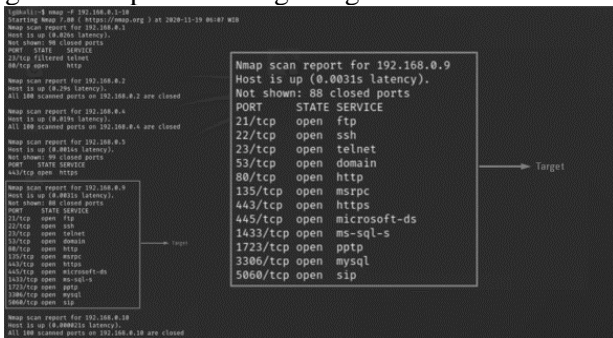 lg@kali:~$ nmap -F 192.168.0.1-10
Starting Nmap 7.80 ( https://nmap.org ) at 2020-11-19 06:07 WIB
Nmap scan report for 192.168.0.1
Host is up (0.026s latency).
Not shown: 98 closed ports
PORT STATE SERVICE
23/tcp filtered telnet
80/tcp open http
Nmap scan report for 192.168.0.2
Host is up (0.29s latency).
All 100 scanned ports on 192.168.0.2 are closed
Nmap scan report for 192.168.0.4
Host is up (0.019s latency).
All 100 scanned ports on 192.168.0.4 are closed
Nmap scan report for 192.168.0.5
Host is up (0.0014s latency).
Not shown: 99 closed ports
PORT STATE SERVICE
443/tcp open https
Nmap scan report for 192.168.0.9
Host is up (0.0031s latency).
Not shown: 88 closed ports
PORT STATE SERVICE
21/tcp open ftp
22/tcp open ssh
23/tcp open telnet
53/tcp open domain
80/tcp open http
135/tcp open msrpc
443/tcp open https
445/tcp open microsoft-ds
1433/tcp open ms-sql-s
1723/tcp open pptp
3306/tcp open mysql
5060/tcp open sip
Target
Nmap scan report for 192.168.0.10
Host is up (0.000021s latency).
All 100 scanned ports on 192.168.0.10 are closed
Nmap scan report for 192.168.0.9
Host is up (0.0031s latency).
Not shown: 88 closed ports
PORT STATE SERVICE
21/tcp open ftp
22/tcp open ssh
23/tcp open telnet
53/tcp open domain
80/tcp open http
135/tcp open msrpc
443/tcp open https
445/tcp open microsoft-ds
1433/tcp open ms-sql-s
1723/tcp open pptp
3306/tcp open mysql
5060/tcp open sip
Target